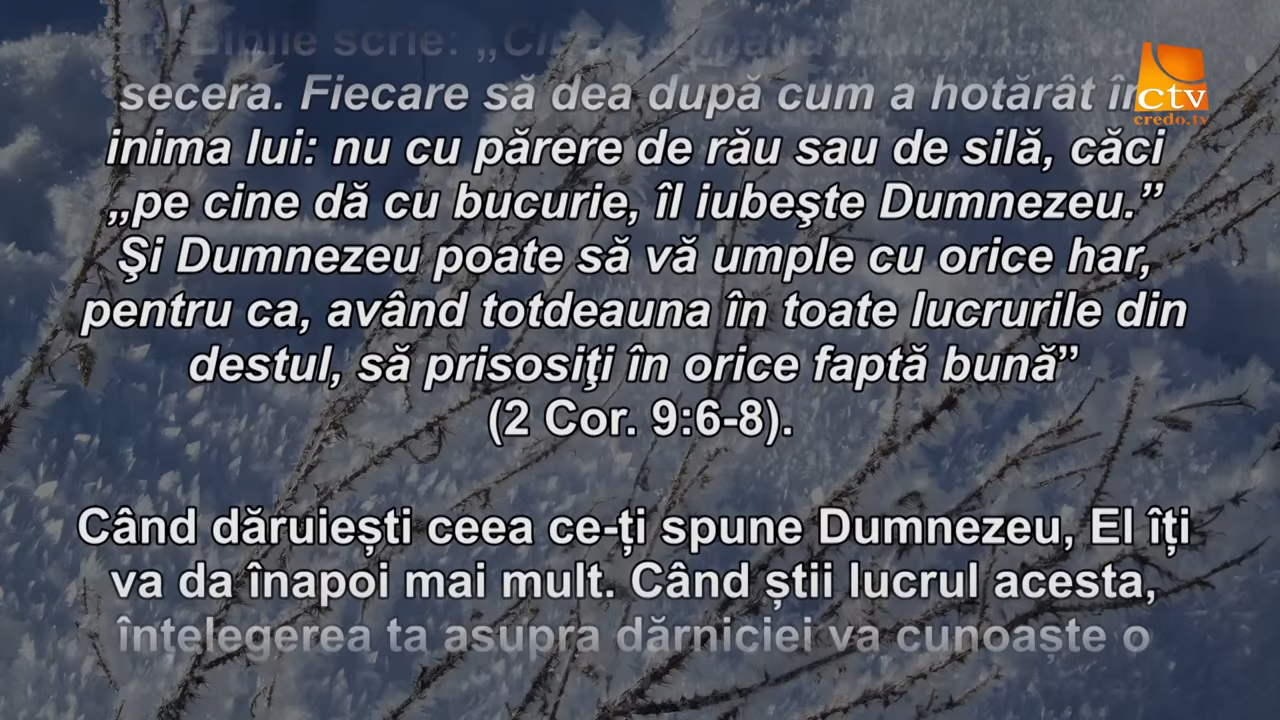 Biblie scrie: „
secera. Fiecare să dea după cum a hotărât în
inima lui: nu cu părere de rău sau de silă, căci
„pe cine dă cu bucurie, îl iubeşte Dumnezeu.”
Şi Dumnezeu poate să vă umple cu orice har,
pentru ca, având totdeauna în toate lucrurile din
destul, să prisosiţi în orice faptă bună”
(2 Cor. 9:6-8).
Când dăruiești ceea ce-ți spune Dumnezeu, El îți
va da înapoi mai mult. Când știi lucrul acesta,
înțelegerea ta asupra dărniciei va cunoaște o
ctv
credo.tv